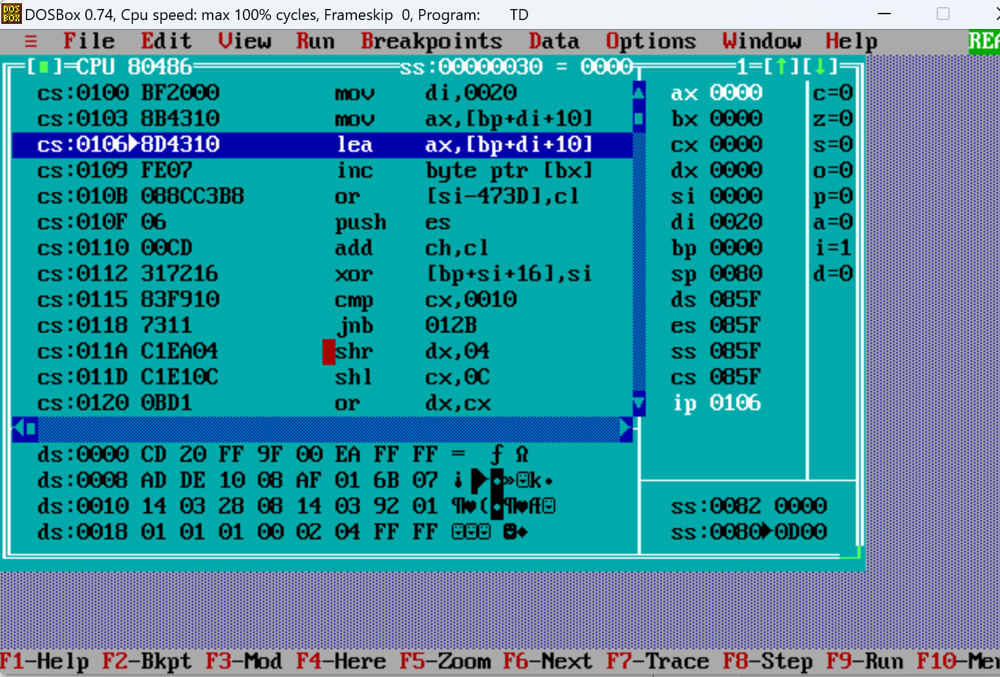 DOSBox 0.74, Cpu speed: max 100% cycles, Frameskip 0, Program: TD
≡ File Edit View Run Breakpoints Data Options Window Help REA
[■]=CPU 80486 ss:00000030 = 0000 1=[↑][↓]
cs:0100 BF2000 mov di,0020
cs:0103 8B4310 mov ax,[bp+di+10]
cs:0106►8D4310 lea ax,[bp+di+10]
cs:0109 FE07 inc byte ptr [bx]
cs:010B 088CC3B8 or [si-473D],cl
cs:010F 06 push es
cs:0110 00CD add ch,cl
cs:0112 317216 xor [bp+si+16],si
cs:0115 83F910 cmp cx,0010
cs:0118 7311 jnb 012B
cs:011A C1EA04 shr dx,04
cs:011D C1E10C shl cx,0C
cs:0120 0BD1 or dx,cx
ax 0000 c=0
bx 0000 z=0
cx 0000 s=0
dx 0000 o=0
si 0000 p=0
di 0020 a=0
bp 0000 i=1
sp 0080 d=0
ds 085F
es 085F
ss 085F
cs 085F
ip 0106
ds:0000 CD 20 FF 9F 00 EA FF FF = ƒ Ω
ds:0008 AD DE 10 08 AF 01 6B 07 ¡▐►◘»☺k•
ds:0010 14 03 28 08 14 03 92 01 ¶♥(◘¶♥Æ☺
ds:0018 01 01 01 00 02 04 FF FF ☺☺☺ ☻♦
ss:0082 0000
ss:0080►0D00
F1-Help F2-Bkpt F3-Mod F4-Here F5-Zoom F6-Next F7-Trace F8-Step F9-Run F10-Men